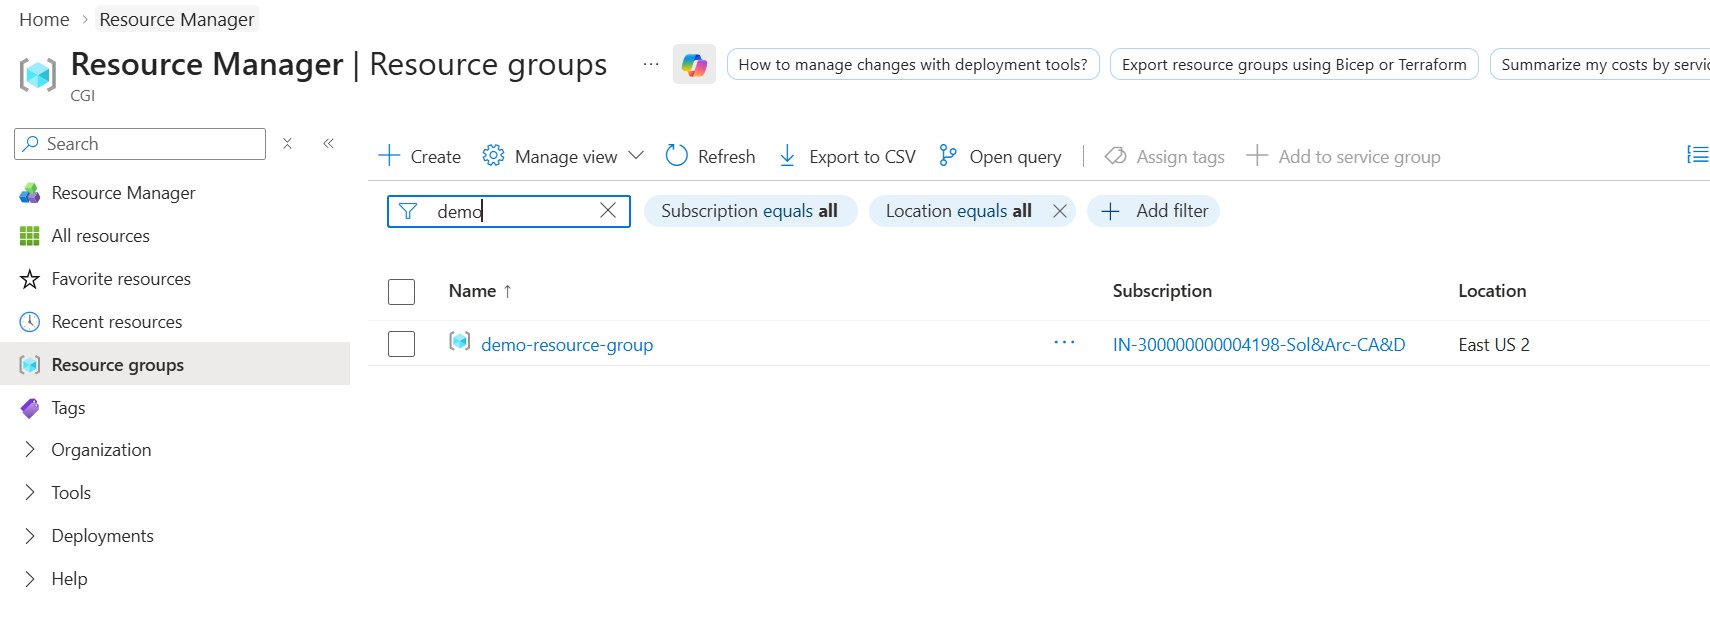 Home > Resource Manager
Resource Manager | Resource groups ...
CGI
How to manage changes with deployment tools?
Export resource groups using Bicep or Terraform
Summarize my costs by servic
Search
Resource Manager
All resources
Favorite resources
Recent resources
Resource groups
Tags
Organization
Tools
Deployments
Help
Create Manage view Refresh Export to CSV Open query Assign tags Add to service group
demo Subscription equals all Location equals all Add filter
Name ↑ Subscription Location
demo-resource-group ... IN-300000000004198-Sol&Arc-CA&D East US 2